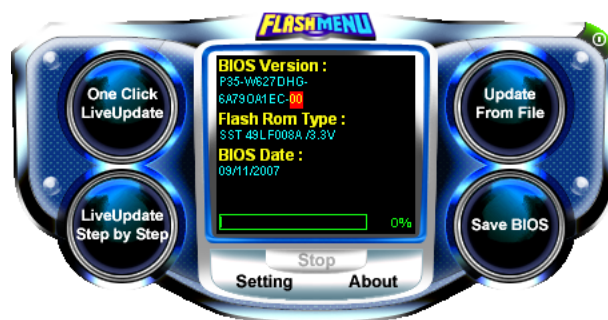 FLASHMENU
One Click
LiveUpdate
LiveUpdate
Step by Step
BIOS Version :
P35-W627DHG-
6A79OA1EC-00
Flash Rom Type :
SST 49LF008A /3.3V
BIOS Date :
09/11/2007
0%
Stop
Setting
About
Update
From File
Save BIOS